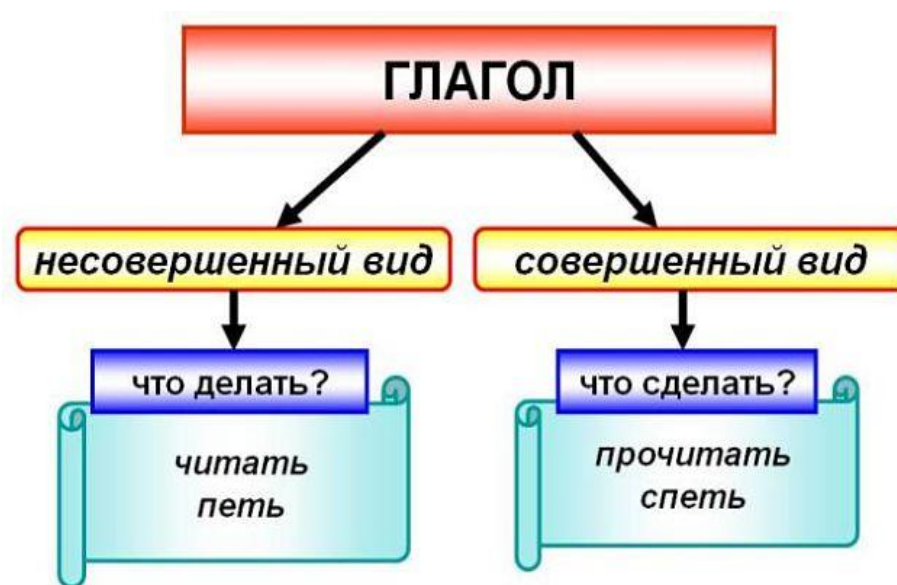 ГЛАГОЛ
несовершенный вид
совершенный вид
что делать?
что сделать?
читать
петь
прочитать
спеть